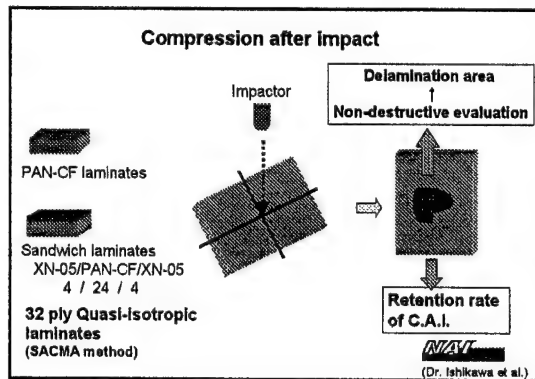 Compression after impact
Impactor
Delamination area
↑
Non-destructive evaluation
PAN-CF laminates
Sandwich laminates
XN-05/PAN-CF/XN-05
4 / 24 / 4
32 ply Quasi-isotropic
laminates
(SACMA method)
Retention rate
of C.A.I.
NAL
(Dr. Ishikawa et al.)